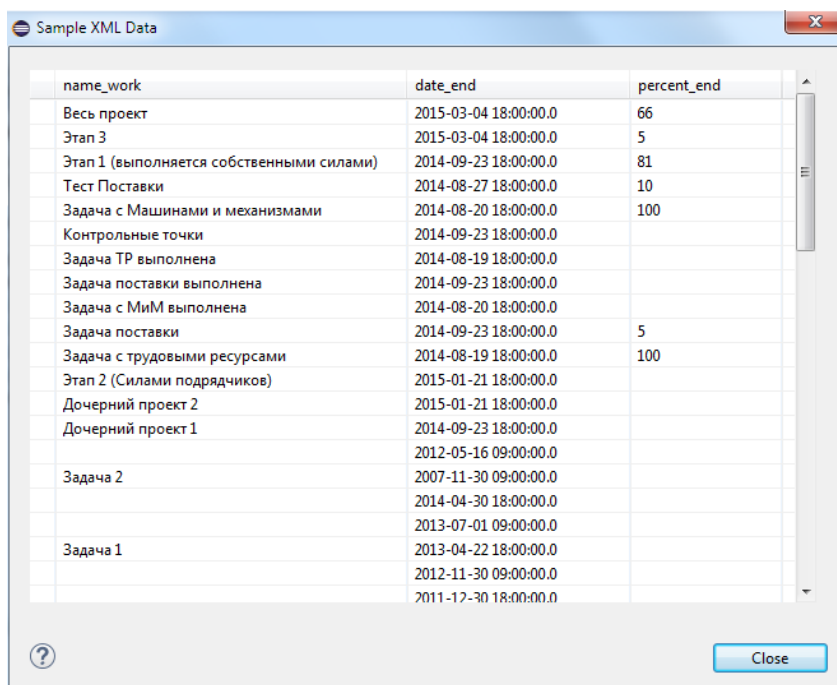 Sample XML Data
name_work date_end percent_end
Весь проект 2015-03-04 18:00:00.0 66
Этап 3 2015-03-04 18:00:00.0 5
Этап 1 (выполняется собственными силами) 2014-09-23 18:00:00.0 81
Тест Поставки 2014-08-27 18:00:00.0 10
Задача с Машинами и механизмами 2014-08-20 18:00:00.0 100
Контрольные точки 2014-09-23 18:00:00.0
Задача ТР выполнена 2014-08-19 18:00:00.0
Задача поставки выполнена 2014-09-23 18:00:00.0
Задача с МиМ выполнена 2014-08-20 18:00:00.0
Задача поставки 2014-09-23 18:00:00.0 5
Задача с трудовыми ресурсами 2014-08-19 18:00:00.0 100
Этап 2 (Силами подрядчиков) 2015-01-21 18:00:00.0
Дочерний проект 2 2015-01-21 18:00:00.0
Дочерний проект 1 2014-09-23 18:00:00.0
2012-05-16 09:00:00.0
Задача 2 2007-11-30 09:00:00.0
2014-04-30 18:00:00.0
2013-07-01 09:00:00.0
Задача 1 2013-04-22 18:00:00.0
2012-11-30 09:00:00.0
2011-12-30 18:00:00.0
?
Close